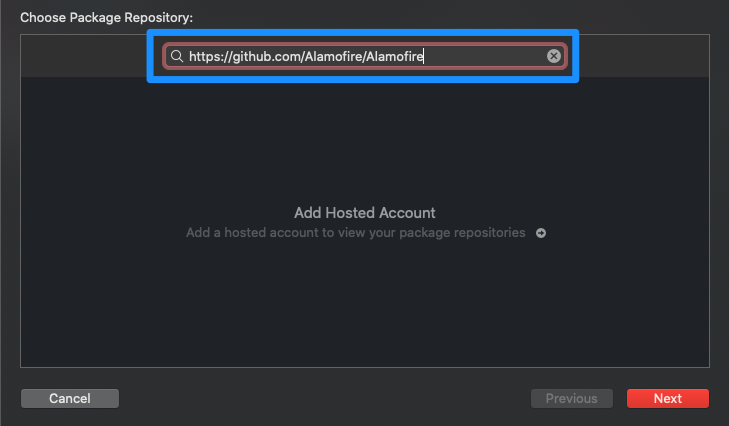 Choose Package Repository:
https://github.com/Alamofire/Alamofire
Add Hosted Account
Add a hosted account to view your package repositories
Cancel
Previous
Next